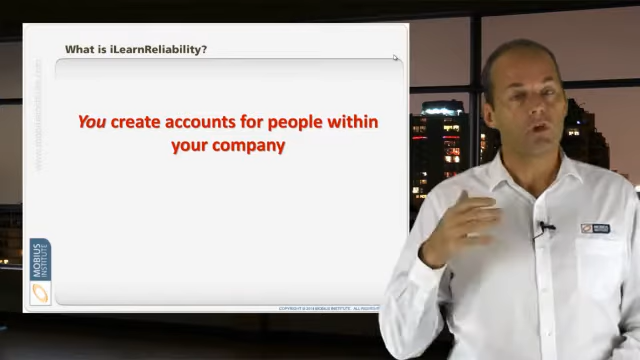 What is iLearnReliability?
You create accounts for people within
your company
MOBIUS
INSTITUTE